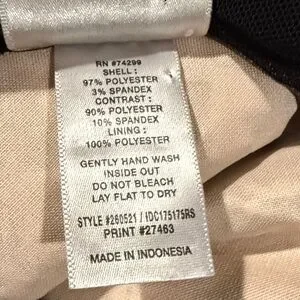 RN #74299
SHELL :
97% POLYESTER
3% SPANDEX
CONTRAST :
90% POLYESTER
10% SPANDEX
LINING :
100% POLYESTER
GENTLY HAND WASH
INSIDE OUT
DO NOT BLEACH
LAY FLAT TO DRY
STYLE #260521 / IDC175175RS
PRINT #27463
MADE IN INDONESIA